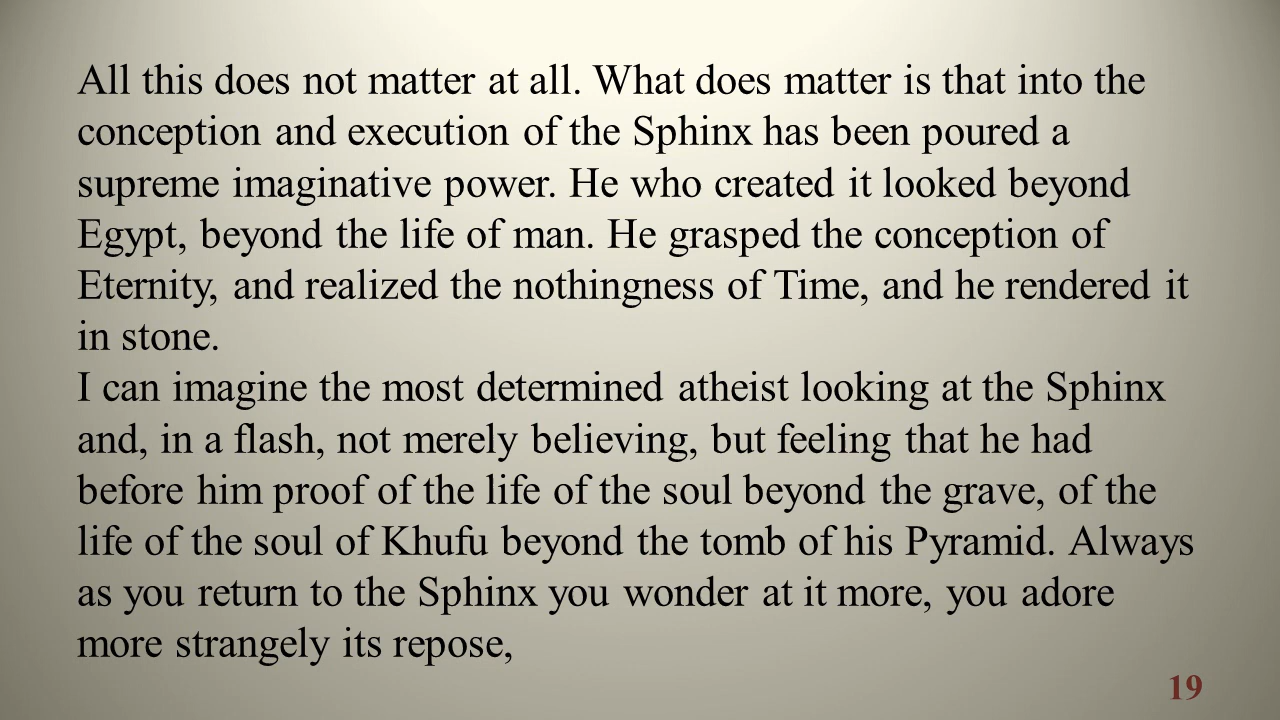 All this does not matter at all. What does matter is that into the
conception and execution of the Sphinx has been poured a
supreme imaginative power. He who created it looked beyond
Egypt, beyond the life of man. He grasped the conception of
Eternity, and realized the nothingness of Time, and he rendered it
in stone.
I can imagine the most determined atheist looking at the Sphinx
and, in a flash, not merely believing, but feeling that he had
before him proof of the life of the soul beyond the grave, of the
life of the soul of Khufu beyond the tomb of his Pyramid. Always
as you return to the Sphinx you wonder at it more, you adore
more strangely its repose,
19